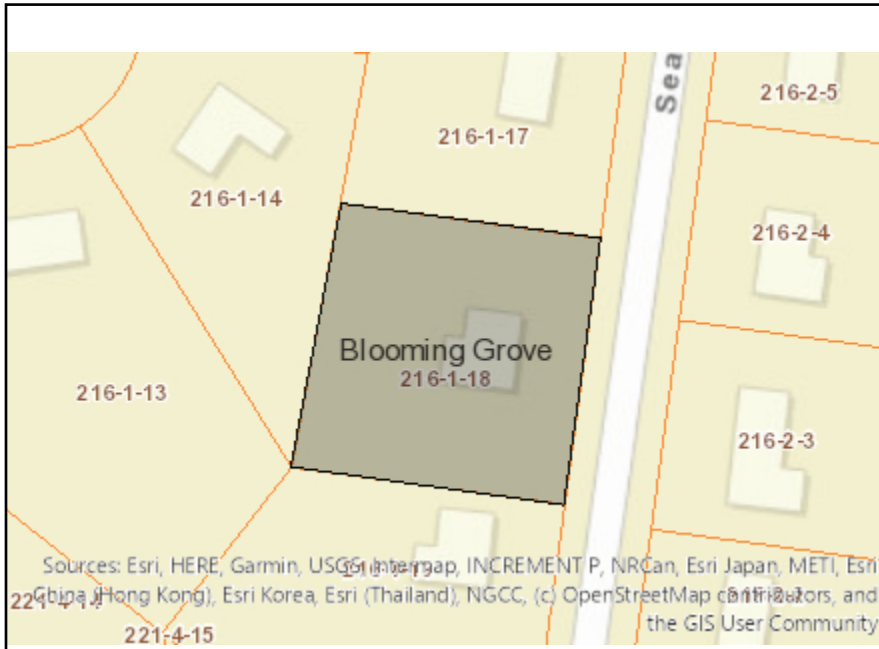 Sea
216-2-5
216-1-17
216-1-14
216-2-4
Blooming Grove
216-1-18
216-1-13
216-2-3
Sources: Esri, HERE, Garmin, USGS, Intermap, INCREMENT P, NRCan, Esri Japan, METI, Esri
China (Hong Kong), Esri Korea, Esri (Thailand), NGCC, (c) OpenStreetMap contributors, and
the GIS User Community
221-4-15